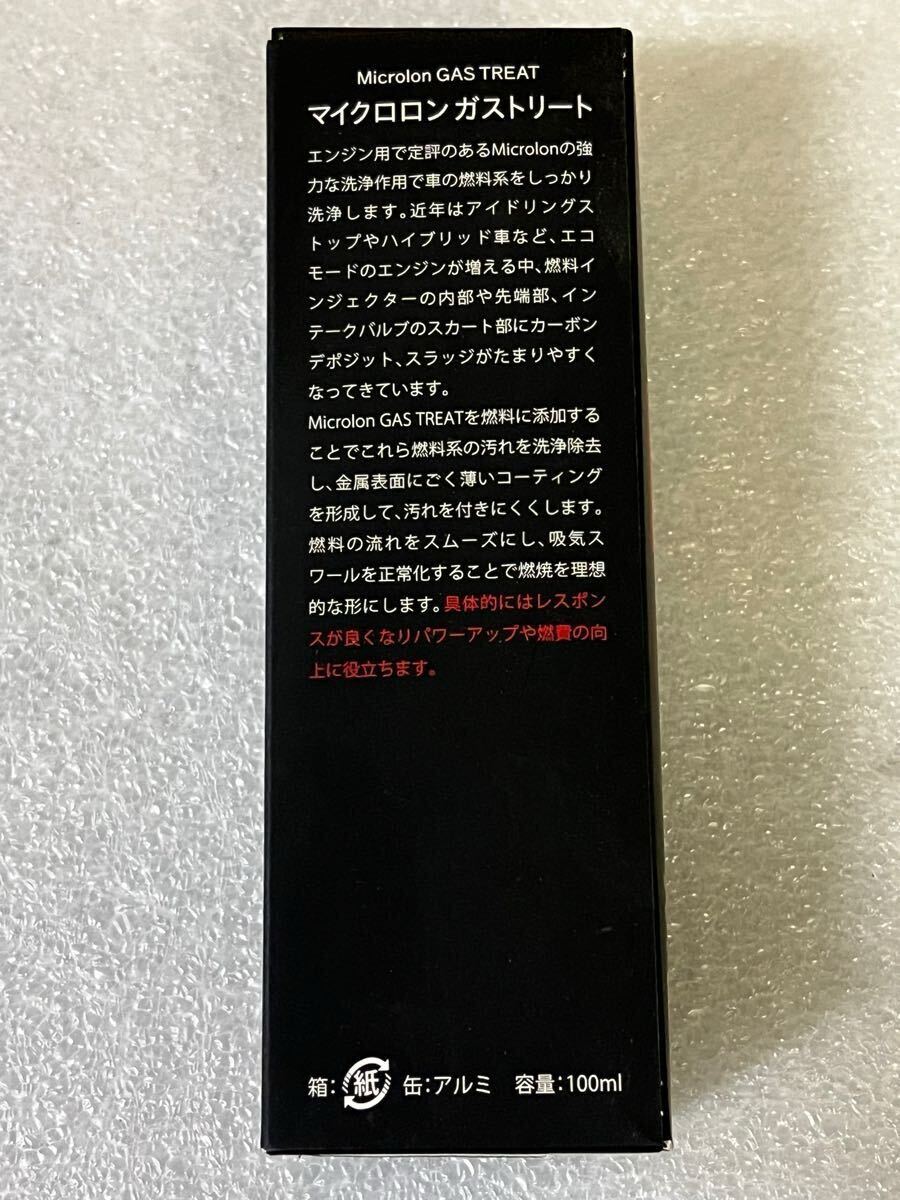 Microlon GAS TREAT
マイクロロン ガストリート
エンジン用で定評のあるMicrolonの強
力な洗浄作用で車の燃料系をしっかり
洗浄します。近年はアイドリングス
トップやハイブリッド車など、エコ
モードのエンジンが増える中、燃料イ
ンジェクターの内部や先端部、イン
テークバルブのスカート部にカーボン
デポジット、スラッジがたまりやすく
なってきています。
Microlon GAS TREATを燃料に添加する
ことでこれら燃料系の汚れを洗浄除去
し、金属表面にごく薄いコーティング
を形成して、汚れを付きにくくします。
燃料の流れをスムーズにし、吸気ス
ワールを正常化することで燃焼を理想
的な形にします。具体的にはレスポン
スが良くなりパワーアップや燃費の向
上に役立ちます。
箱：紙 缶：アルミ 容量：100ml